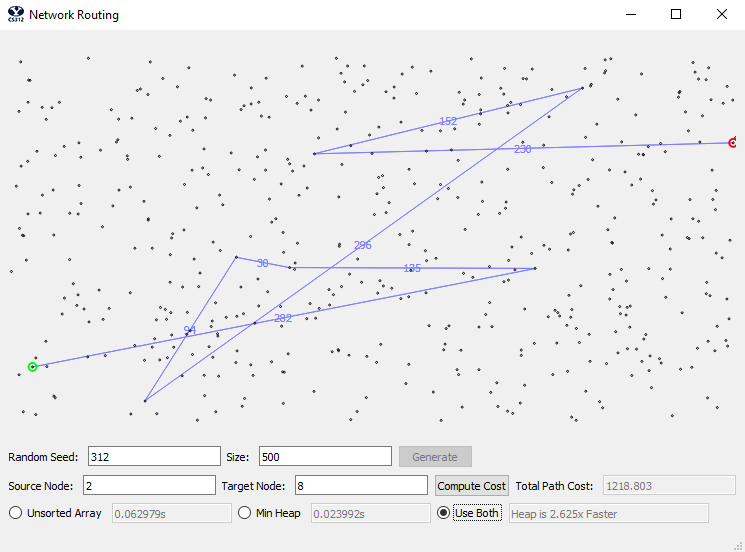 CS312 Network Routing
152
230
296
30
135
282
94
Random Seed: 312 Size: 500 Generate
Source Node: 2 Target Node: 8 Compute Cost Total Path Cost: 1218.803
Unsorted Array 0.062979s Min Heap 0.023992s Use Both Heap is 2.625x Faster